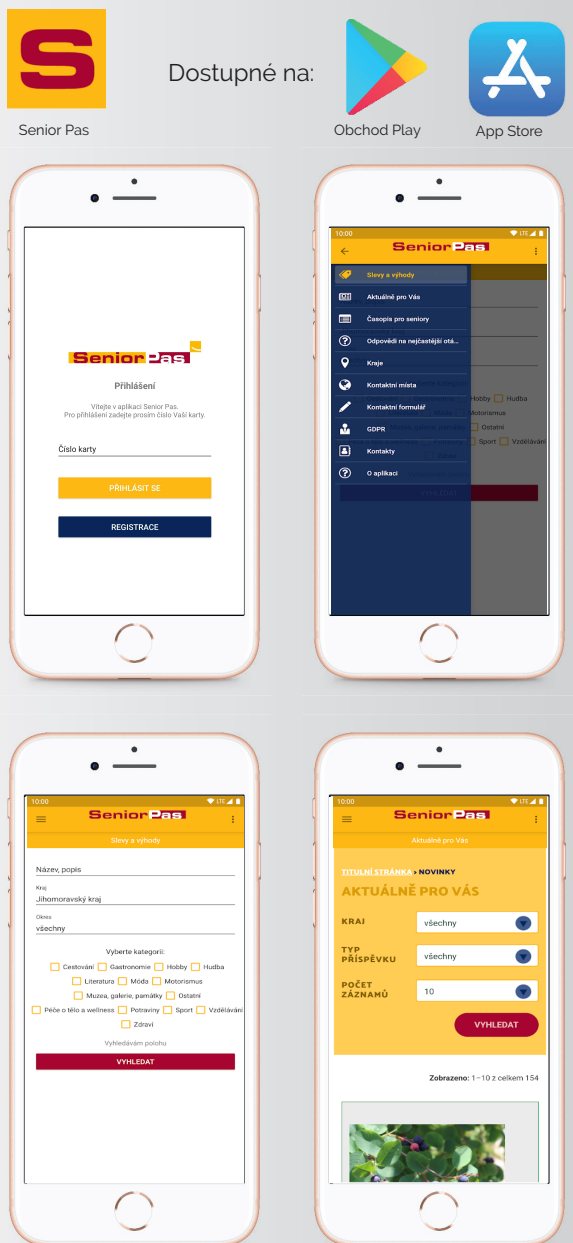 S
Dostupné na:
Senior Pas
Obchod Play
App Store
Senior Pas
Přihlášení
Vítejte v aplikaci Senior Pas.
Pro přihlášení zadejte prosím číslo Vaší karty.
Číslo karty
PŘIHLÁSIT SE
REGISTRACE
10:00 LTE
Senior Pas
Slevy a výhody
Aktuálně pro Vás
Časopis pro seniory
Odpovědi na nejčastější otá...
Kraje
Kontaktní místa
Kontaktní formulář
GDPR
Kontakty
O aplikaci
Hobby Hudba
Motorismus
Ostatní
Sport Vzdělávání
10:00 LTE
Senior Pas
Slevy a výhody
Název, popis
Kraj
Jihomoravský kraj
Okres
všechny
Vyberte kategorii:
Cestování Gastronomie Hobby Hudba
Literatura Móda Motorismus
Muzea, galerie, památky Ostatní
Péče o tělo a wellness Potraviny Sport Vzdělávání
Zdraví
Vyhledávám polohu
VYHLEDAT
10:00 LTE
Senior Pas
Aktuálně pro Vás
TITULNÍ STRÁNKA › NOVINKY
AKTUÁLNĚ PRO VÁS
KRAJ všechny
TYP
PŘÍSPĚVKU všechny
POČET
ZÁZNAMŮ 10
VYHLEDAT
Zobrazeno: 1–10 z celkem 154